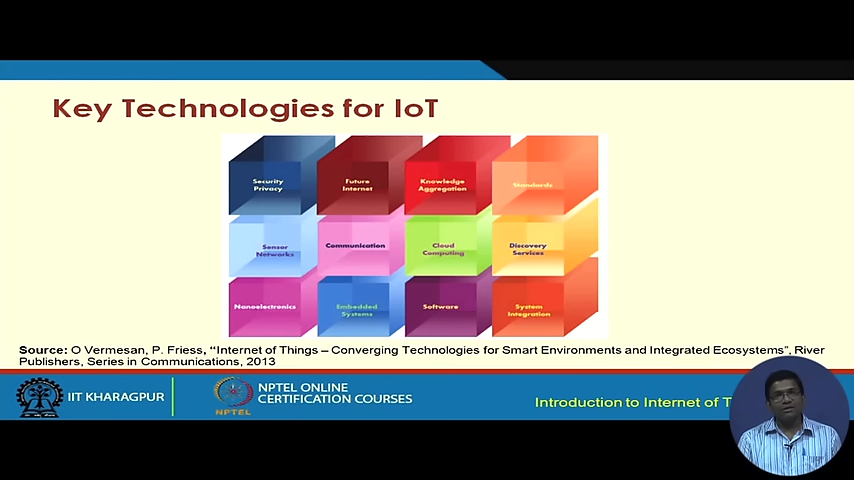 Key Technologies for IoT
Security
Privacy
Future
Internet
Knowledge
Aggregation
Standards
Sensor
Networks
Communication
Cloud
Computing
Discovery
Services
Nanoelectronics
Embedded
Systems
Software
System
Integration
Source: O Vermesan, P. Friess, “Internet of Things – Converging Technologies for Smart Environments and Integrated Ecosystems”, River
Publishers, Series in Communications, 2013
IIT KHARAGPUR
NPTEL
NPTEL ONLINE
CERTIFICATION COURSES
Introduction to Internet of T